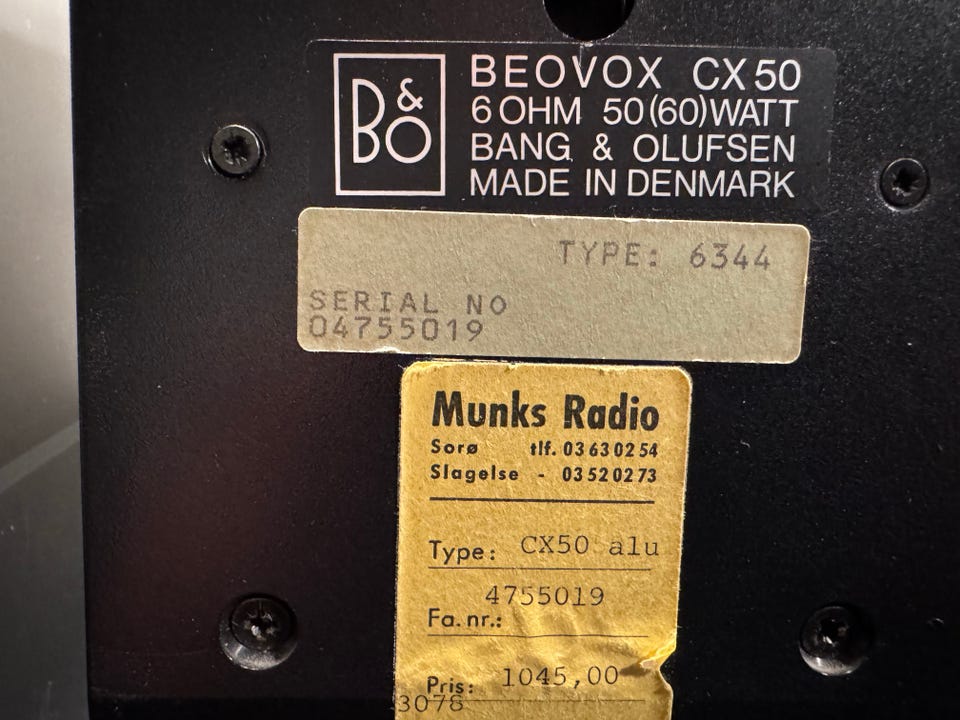 B&O
BEOVOX CX50
6 OHM 50(60)WATT
BANG & OLUFSEN
MADE IN DENMARK
TYPE: 6344
SERIAL NO
04755019
Munks Radio
Sorø tlf. 03 63 02 54
Slagelse - 03 52 02 73
Type: CX50 alu
4755019
Fa. nr.:
Pris: 1045,00
3078